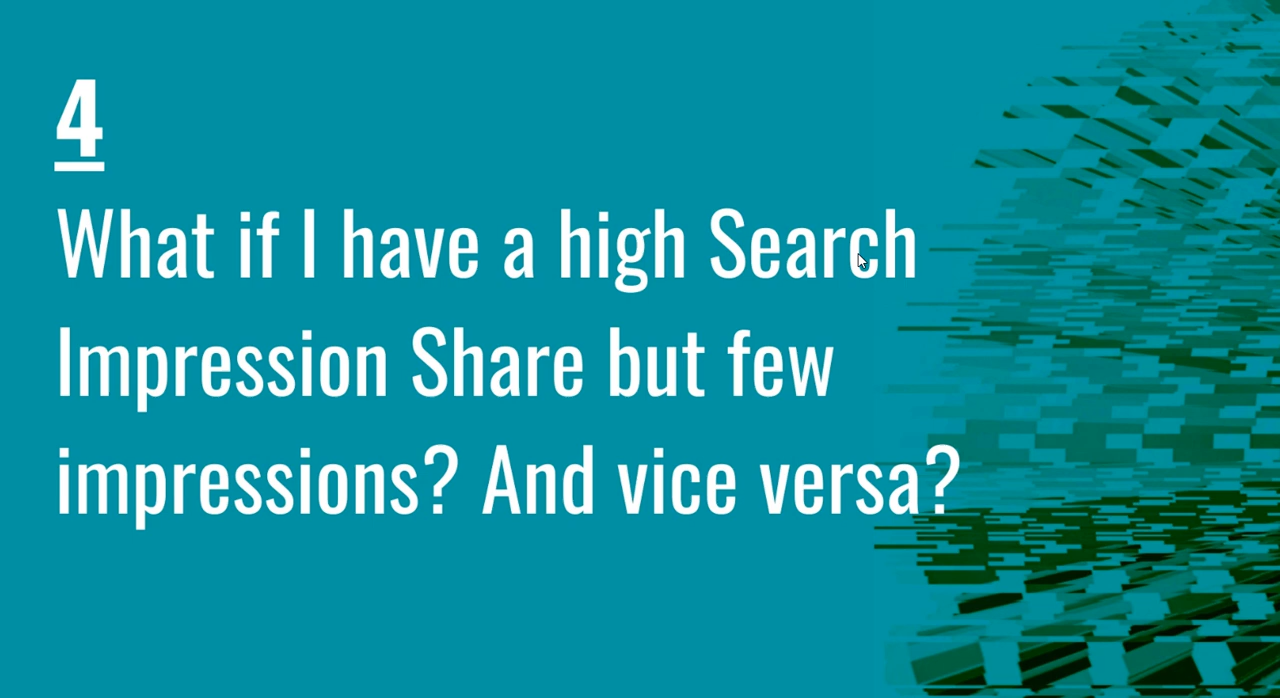 4
What if I have a high Search
Impression Share but few
impressions? And vice versa?